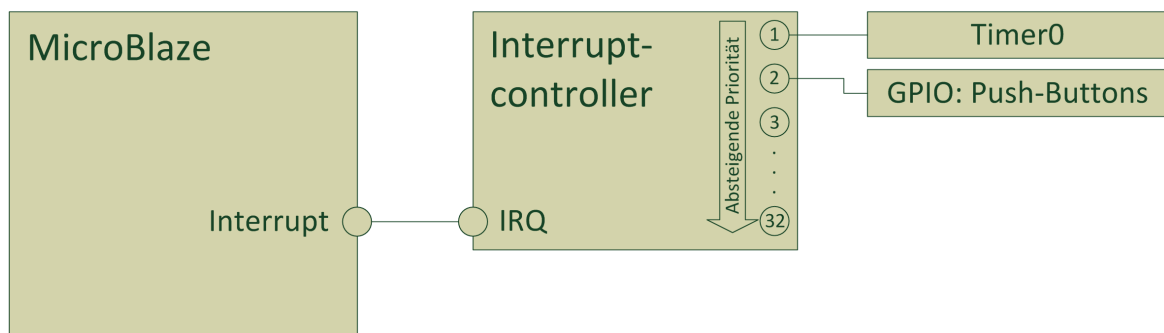 MicroBlaze
Interrupt
Interrupt-
controller
IRQ
Absteigende Priorität
1
2
3
.
.
.
32
Timer0
GPIO: Push-Buttons